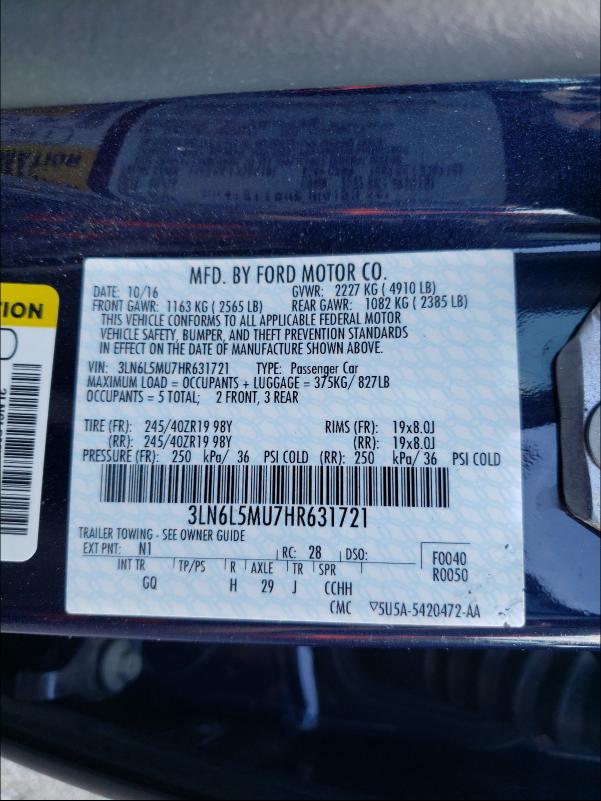 MFD. BY FORD MOTOR CO.
DATE: 10/16 GVWR: 2227 KG ( 4910 LB)
FRONT GAWR: 1163 KG ( 2565 LB) REAR GAWR: 1082 KG ( 2385 LB)
THIS VEHICLE CONFORMS TO ALL APPLICABLE FEDERAL MOTOR
VEHICLE SAFETY, BUMPER, AND THEFT PREVENTION STANDARDS
IN EFFECT ON THE DATE OF MANUFACTURE SHOWN ABOVE.
VIN: 3LN6L5MU7HR631721 TYPE: Passenger Car
MAXIMUM LOAD = OCCUPANTS + LUGGAGE = 375KG/ 827LB
OCCUPANTS = 5 TOTAL; 2 FRONT, 3 REAR
TIRE (FR): 245/40ZR19 98Y RIMS (FR): 19x8.0J
(RR): 245/40ZR19 98Y (RR): 19x8.0J
PRESSURE (FR): 250 kPa/ 36 PSI COLD (RR): 250 kPa/ 36 PSI COLD
3LN6L5MU7HR631721
TRAILER TOWING - SEE OWNER GUIDE
EXT PNT: N1 RC: 28 DSO: F0040
INT TR TP/PS R AXLE TR SPR R0050
GQ H 29 J CCHH
CMC ▽5U5A-5420472-AA
TION